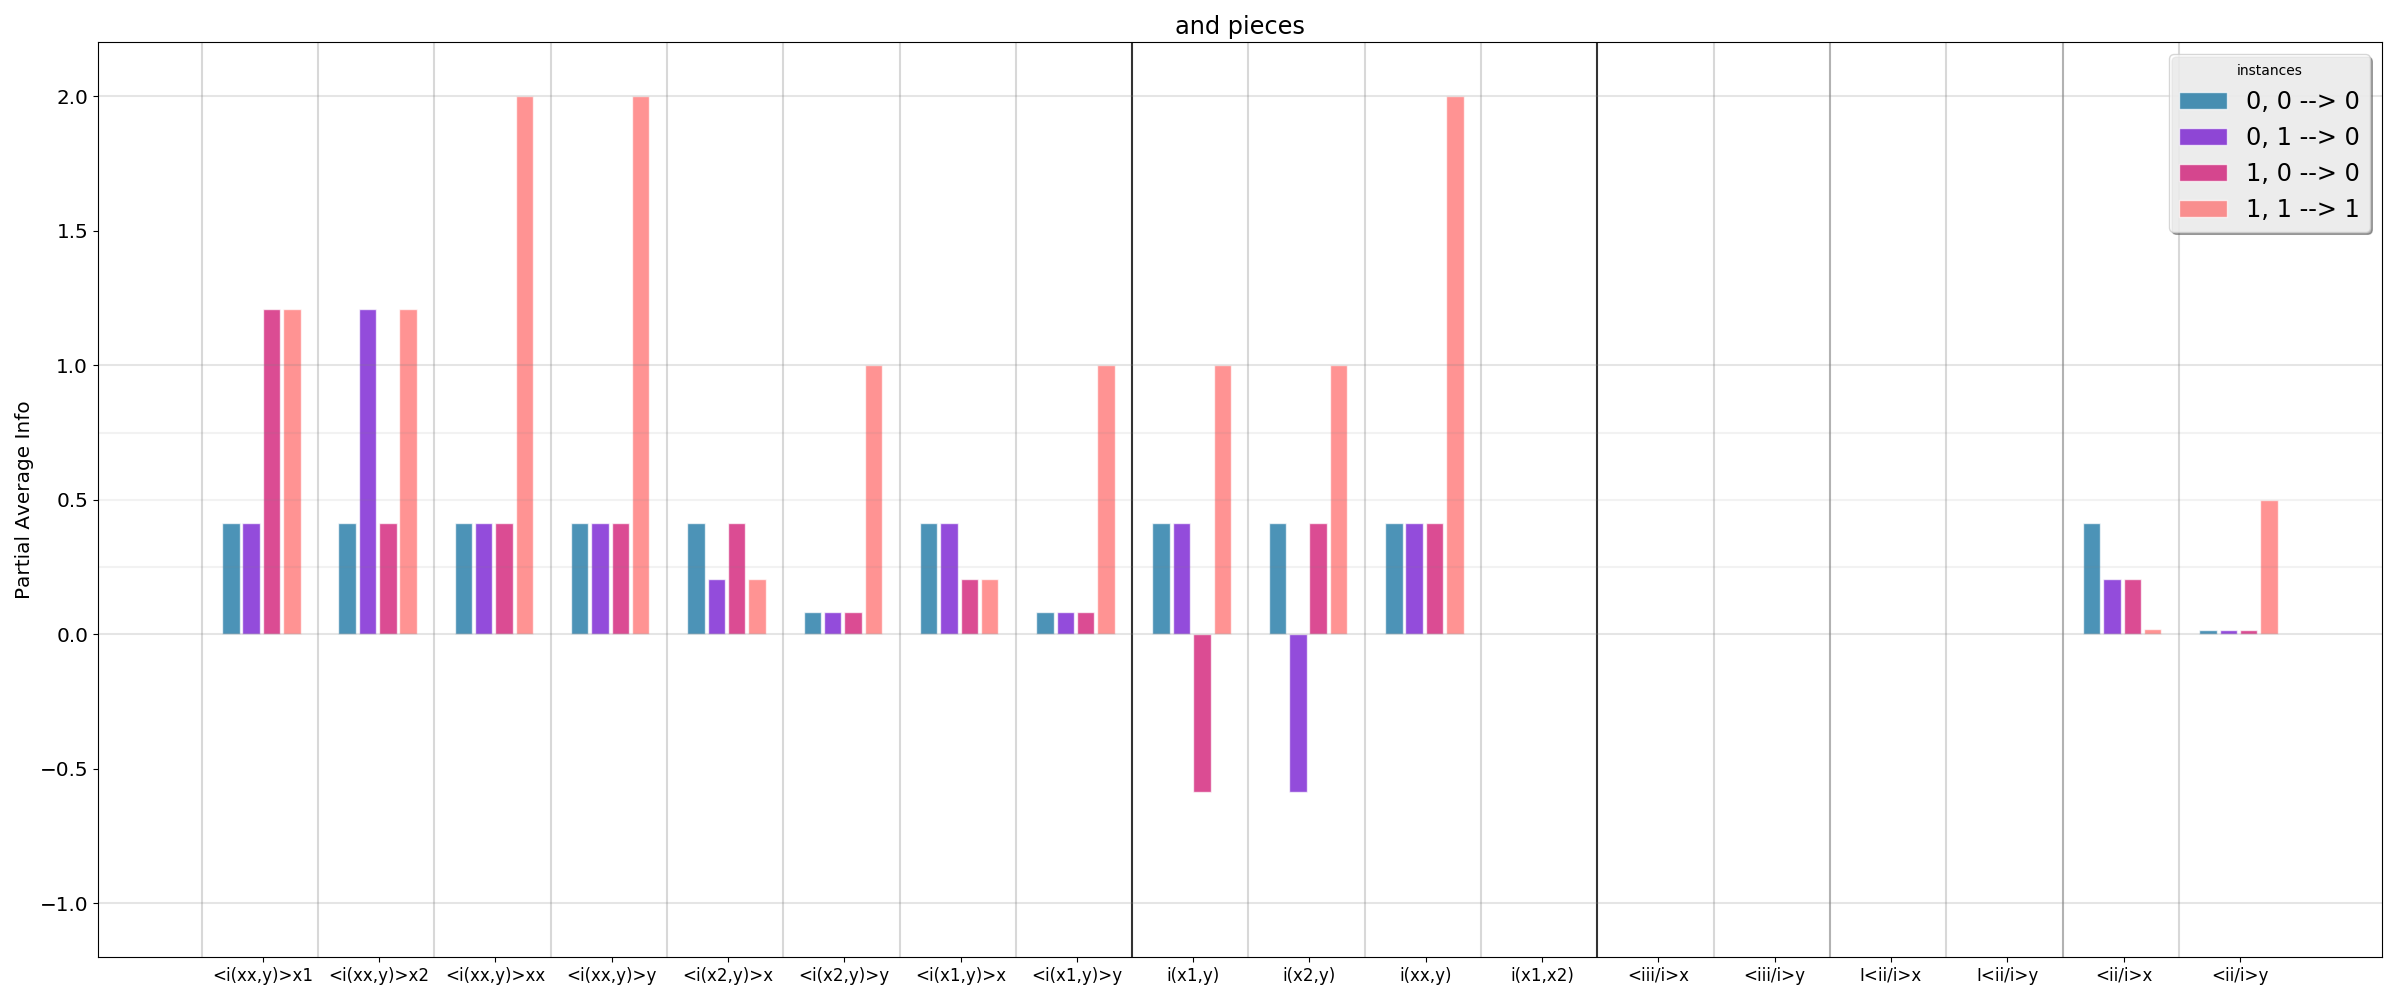 and pieces
instances
0, 0 --> 0
0, 1 --> 0
1, 0 --> 0
1, 1 --> 1
Partial Average Info
2.0
1.5
1.0
0.5
0.0
−0.5
−1.0
<i(xx,y)>x1 <i(xx,y)>x2 <i(xx,y)>xx <i(xx,y)>y <i(x2,y)>x <i(x2,y)>y <i(x1,y)>x <i(x1,y)>y i(x1,y) i(x2,y) i(xx,y) i(x1,x2) <iii/i>x <iii/i>y I<ii/i>x I<ii/i>y <ii/i>x <ii/i>y